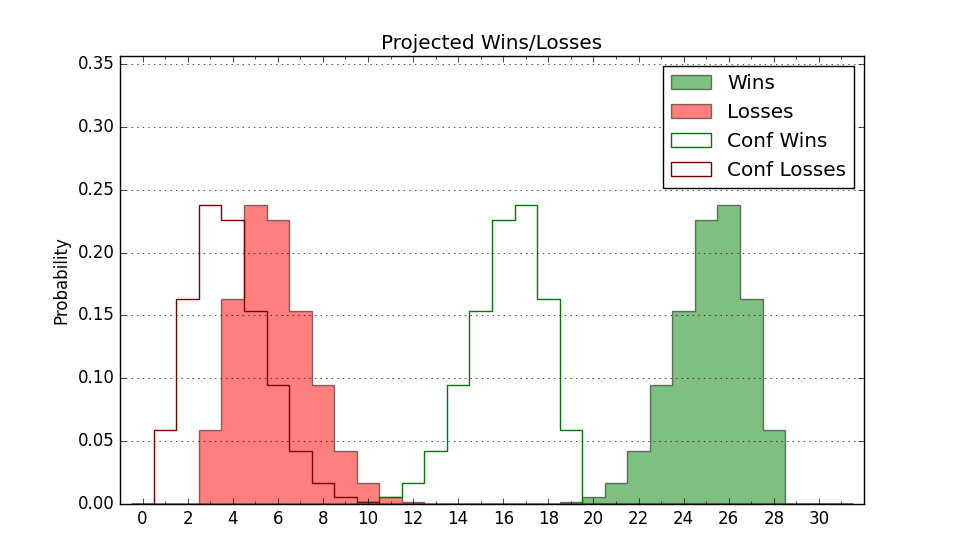 Projected Wins/Losses
0.35
0.30
0.25
0.20
0.15
0.10
0.05
0.00
Probability
Wins
Losses
Conf Wins
Conf Losses
0 2 4 6 8 10 12 14 16 18 20 22 24 26 28 30